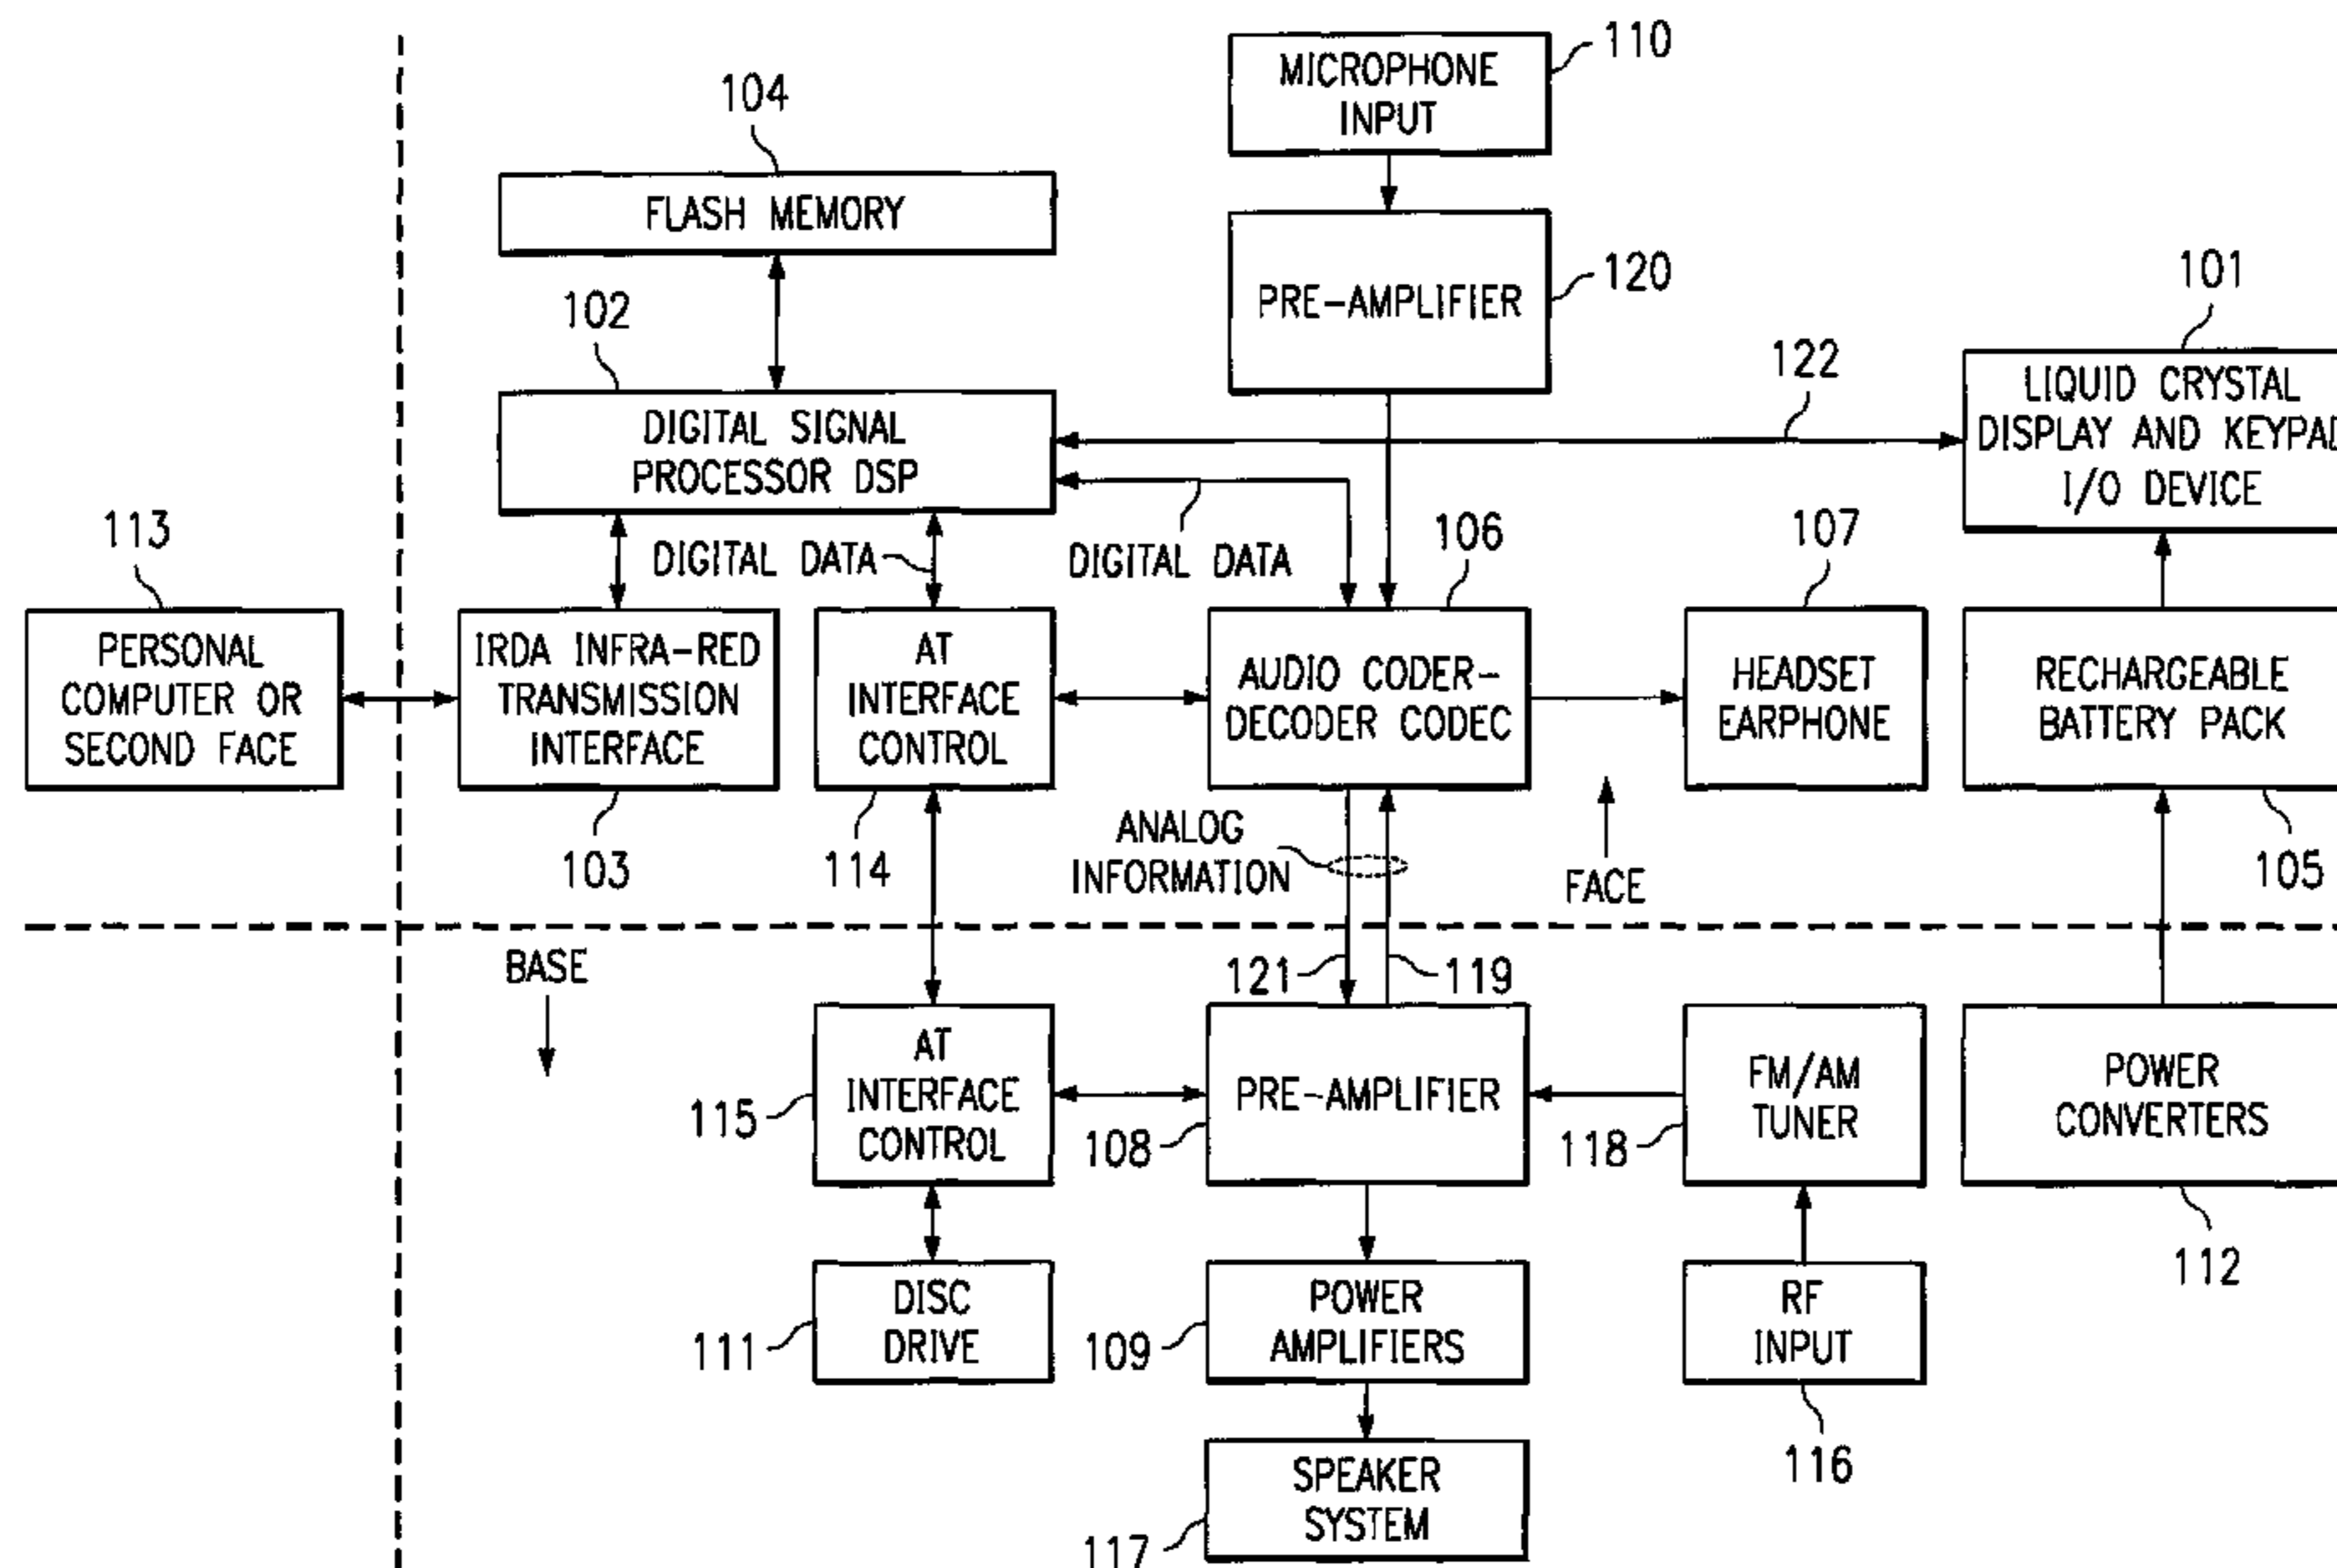 110
MICROPHONE
INPUT
104
FLASH MEMORY
120
PRE-AMPLIFIER
101
LIQUID CRYSTAL
DISPLAY AND KEYPAD
I/O DEVICE
122
102
DIGITAL SIGNAL
PROCESSOR DSP
DIGITAL DATA
DIGITAL DATA
113
PERSONAL
COMPUTER OR
SECOND FACE
IRDA INFRA-RED
TRANSMISSION
INTERFACE
103
AT
INTERFACE
CONTROL
114
106
AUDIO CODER-
DECODER CODEC
107
HEADSET
EARPHONE
RECHARGEABLE
BATTERY PACK
105
ANALOG
INFORMATION
FACE
BASE
121
119
AT
INTERFACE
CONTROL
115
PRE-AMPLIFIER
108
FM/AM
TUNER
118
POWER
CONVERTERS
112
DISC
DRIVE
111
POWER
AMPLIFIERS
109
RF
INPUT
116
SPEAKER
SYSTEM
117